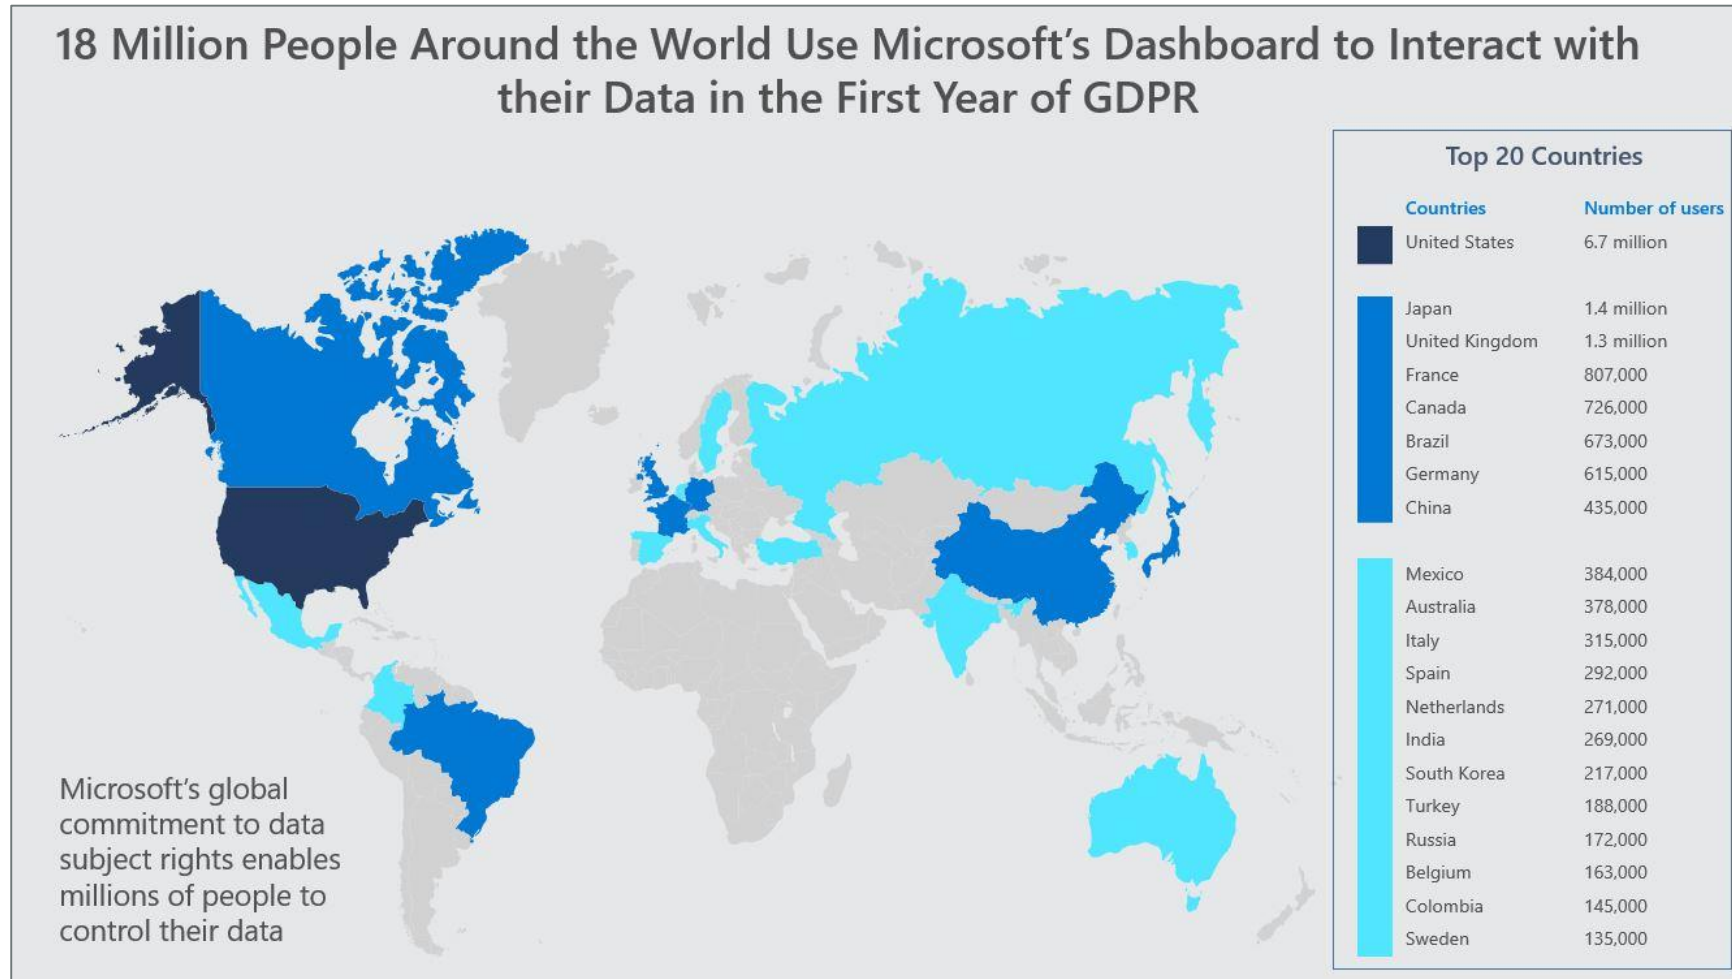 18 Million People Around the World Use Microsoft's Dashboard to Interact with
their Data in the First Year of GDPR
Top 20 Countries
Countries Number of users
United States 6.7 million
Japan 1.4 million
United Kingdom 1.3 million
France 807,000
Canada 726,000
Brazil 673,000
Germany 615,000
China 435,000
Mexico 384,000
Australia 378,000
Italy 315,000
Spain 292,000
Netherlands 271,000
India 269,000
South Korea 217,000
Turkey 188,000
Russia 172,000
Belgium 163,000
Colombia 145,000
Sweden 135,000
Microsoft's global
commitment to data
subject rights enables
millions of people to
control their data